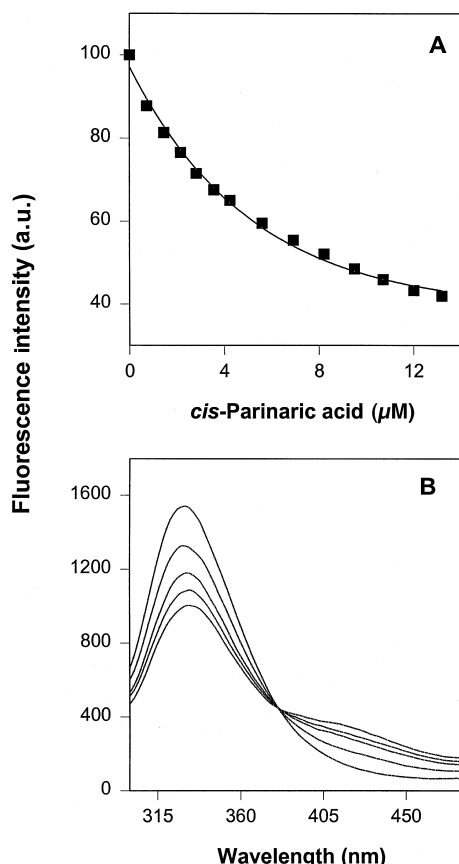 A
100
80
60
40
0 4 8 12
cis-Parinaric acid (µM)
Fluorescence intensity (a.u.)
B
1600
1200
800
400
0
315 360 405 450
Wavelength (nm)